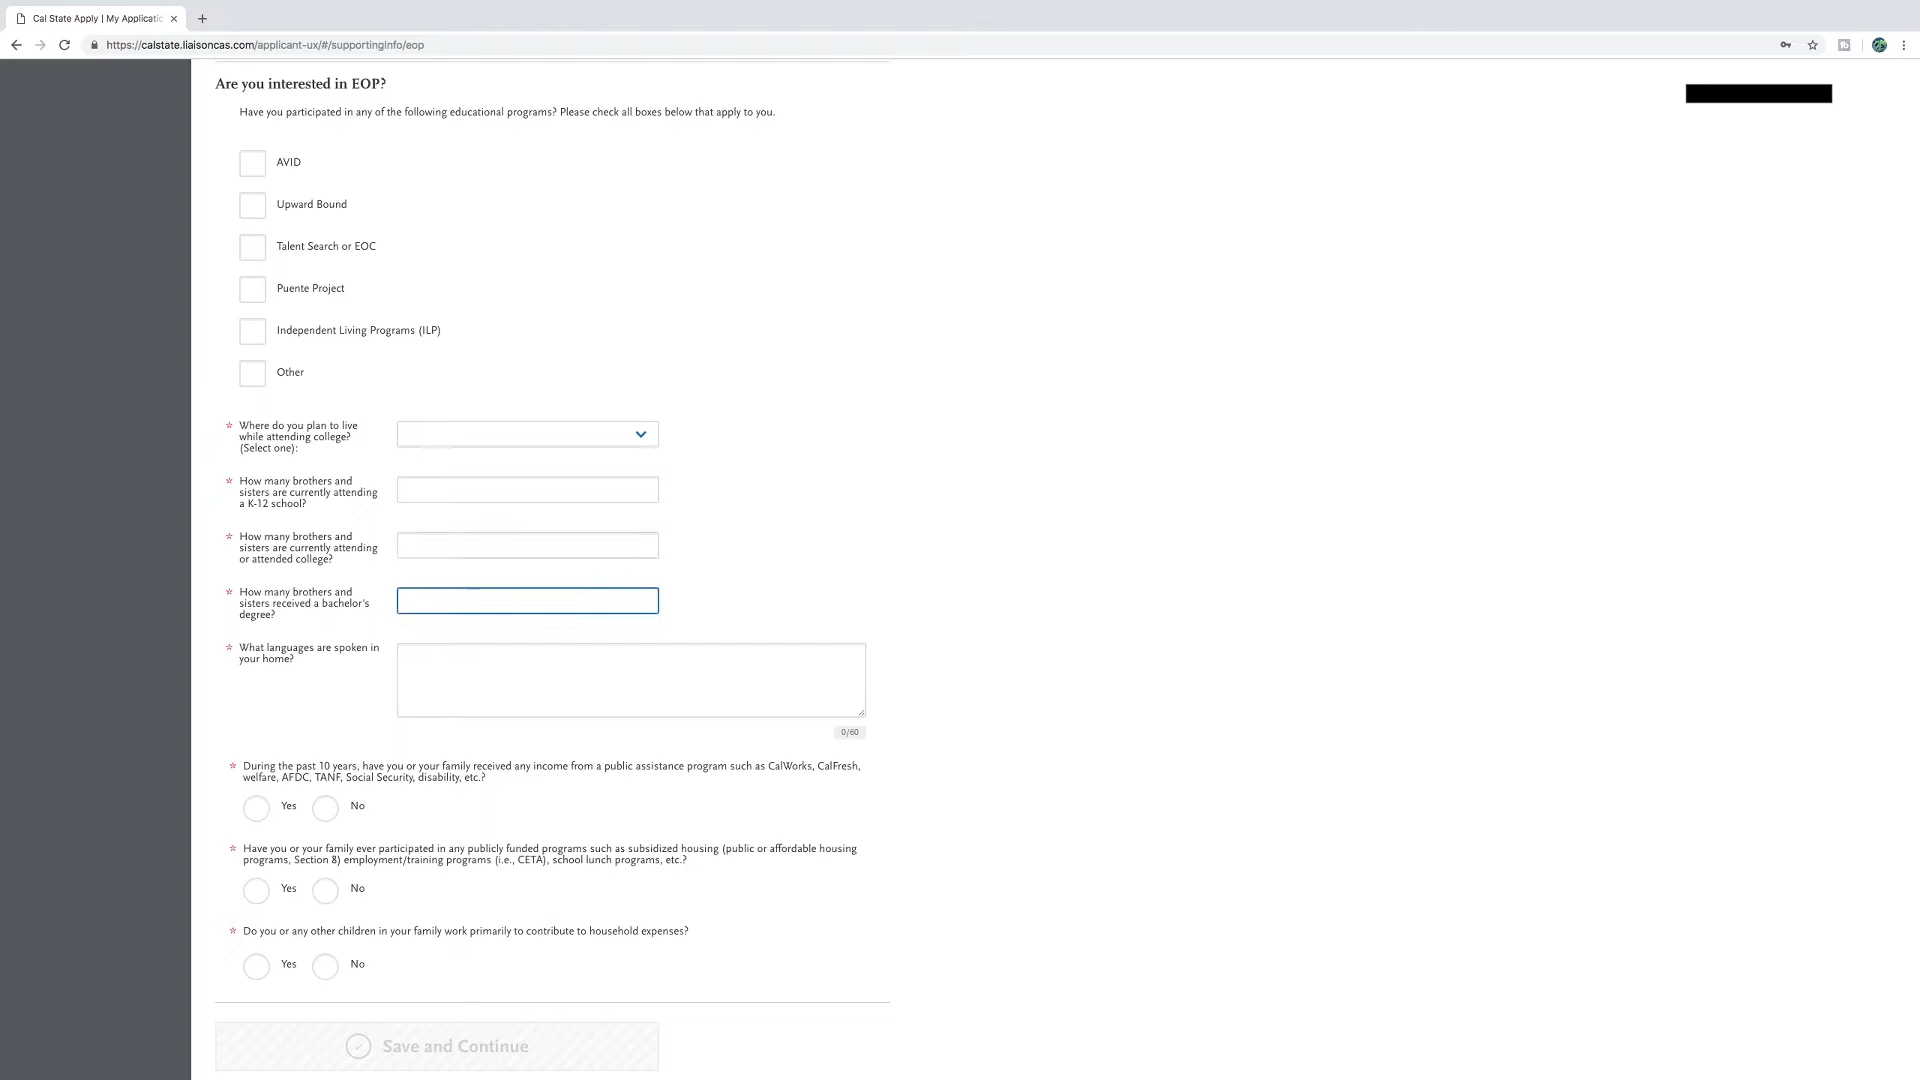 Cal State Apply | My Applicatio
https://calstate.liaisoncas.com/applicant-ux/#/supportingInfo/eop
Are you interested in EOP?
Have you participated in any of the following educational programs? Please check all boxes below that apply to you.
AVID
Upward Bound
Talent Search or EOC
Puente Project
Independent Living Programs (ILP)
Other
* Where do you plan to live
while attending college?
(Select one):
* How many brothers and
sisters are currently attending
a K-12 school?
* How many brothers and
sisters are currently attending
or attended college?
* How many brothers and
sisters received a bachelor's
degree?
* What languages are spoken in
your home?
0/60
* During the past 10 years, have you or your family received any income from a public assistance program such as CalWorks, CalFresh,
welfare, AFDC, TANF, Social Security, disability, etc.?
Yes No
* Have you or your family ever participated in any publicly funded programs such as subsidized housing (public or affordable housing
programs, Section 8) employment/training programs (i.e., CETA), school lunch programs, etc.?
Yes No
* Do you or any other children in your family work primarily to contribute to household expenses?
Yes No
Save and Continue